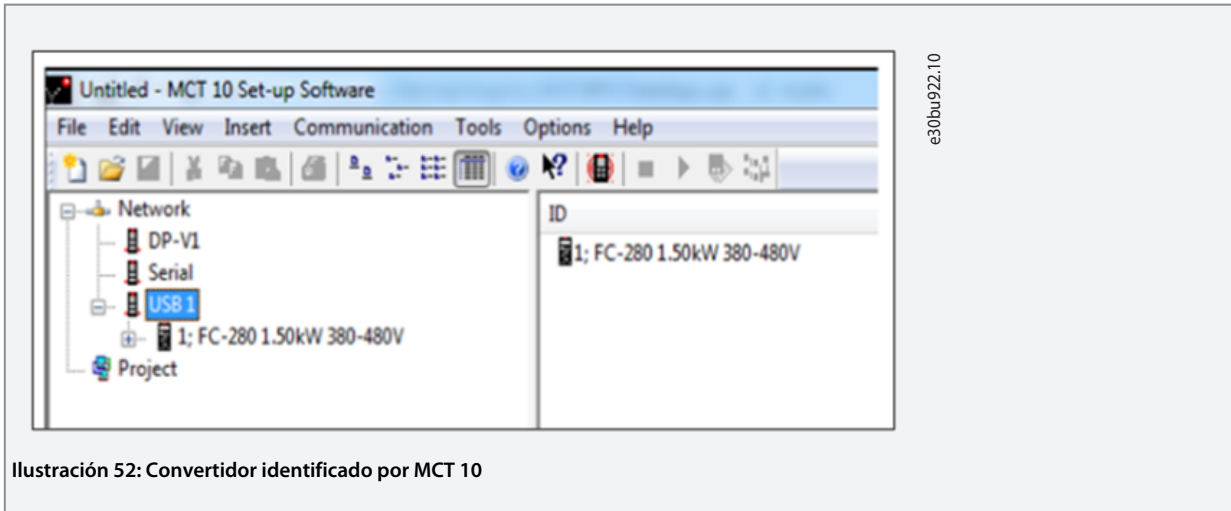 Untitled - MCT 10 Set-up Software
File Edit View Insert Communication Tools Options Help
Network
DP-V1
Serial
USB 1
1; FC-280 1.50kW 380-480V
Project
ID
1; FC-280 1.50kW 380-480V
e30bu922.10
Ilustración 52: Convertidor identificado por MCT 10